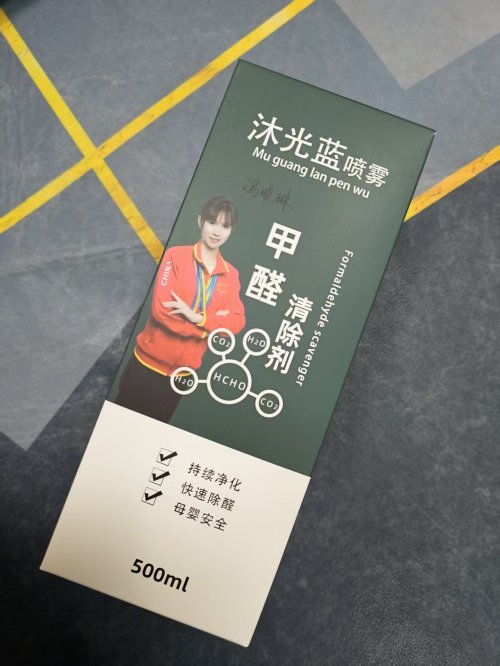 沐光蓝喷雾
Mu guang lan pen wu
甲醛
清除剂
Formaldehyde scavenger
CHINA
CO2
H2O
HCHO
H2O
CO2
持续净化
快速除醛
母婴安全
500ml